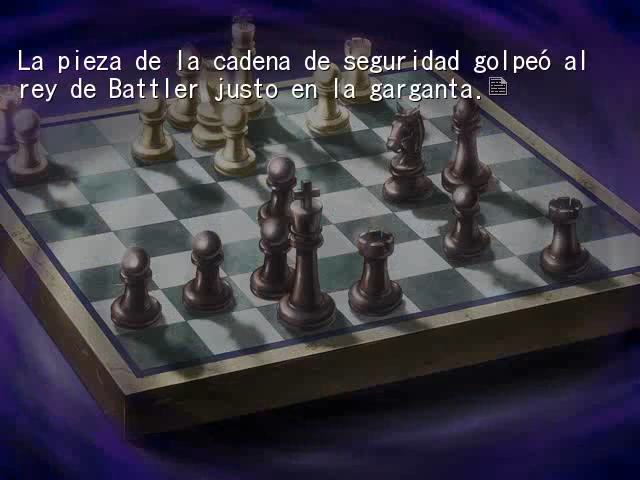 La pieza de la cadena de seguridad golpeó al
rey de Battler justo en la garganta.